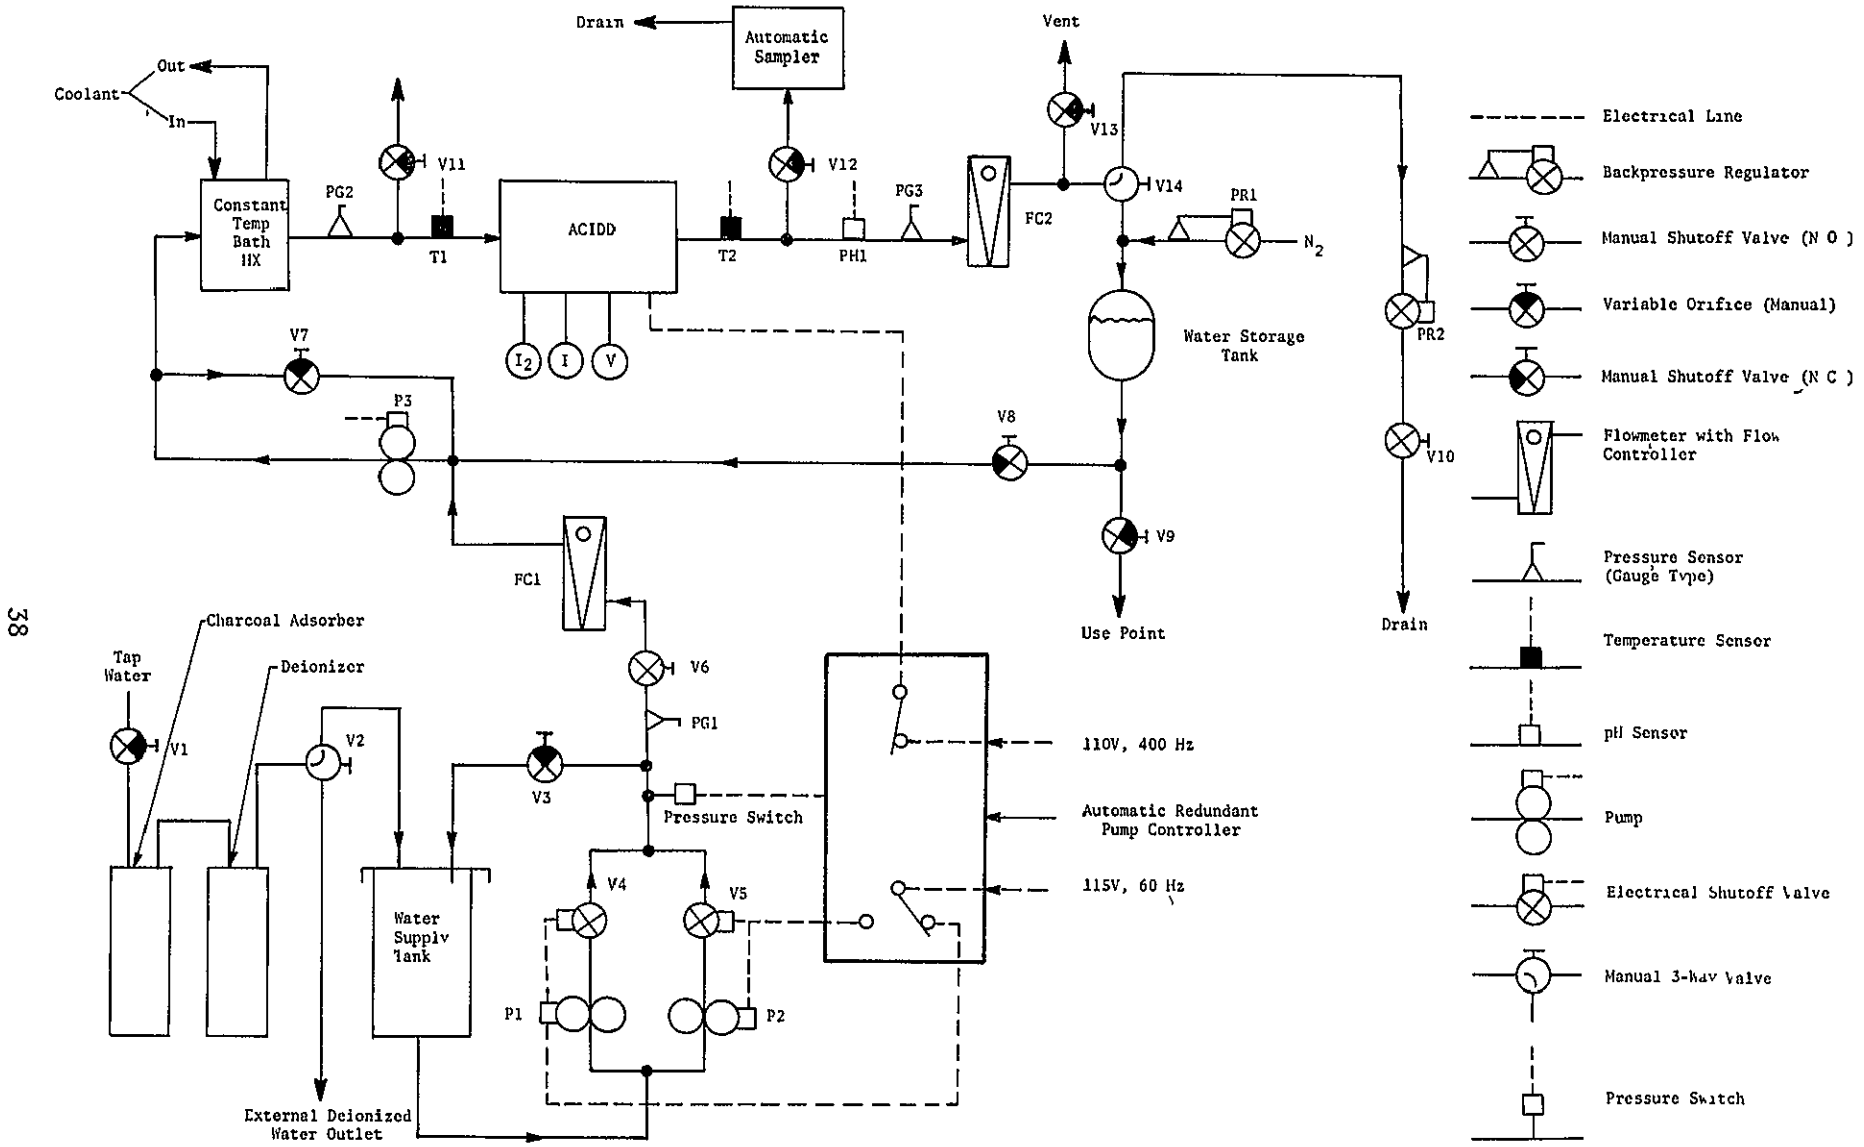 Drain
Automatic
Sampler
Vent
Coolant
Out
In
V11
V12
V13
V14
PG2
Constant
Temp
Bath
HX
T1
ACIDD
T2
PH1
PG3
FC2
PR1
N2
I2
I
V
Water Storage
Tank
PR2
V7
P3
V8
V10
V9
Use Point
Drain
FC1
V6
PG1
38
Charcoal Adsorber
Tap
Water
Deionizer
V1
V2
V3
Pressure Switch
110V, 400 Hz
Automatic Redundant
Pump Controller
115V, 60 Hz
V4
V5
Water
Supply
Tank
P1
P2
External Deionized
Water Outlet
Electrical Line
Backpressure Regulator
Manual Shutoff Valve (N O )
Variable Orifice (Manual)
Manual Shutoff Valve (N C )
Flowmeter with Flow
Controller
Pressure Sensor
(Gauge Type)
Temperature Sensor
pH Sensor
Pump
Electrical Shutoff Valve
Manual 3-Way Valve
Pressure Switch